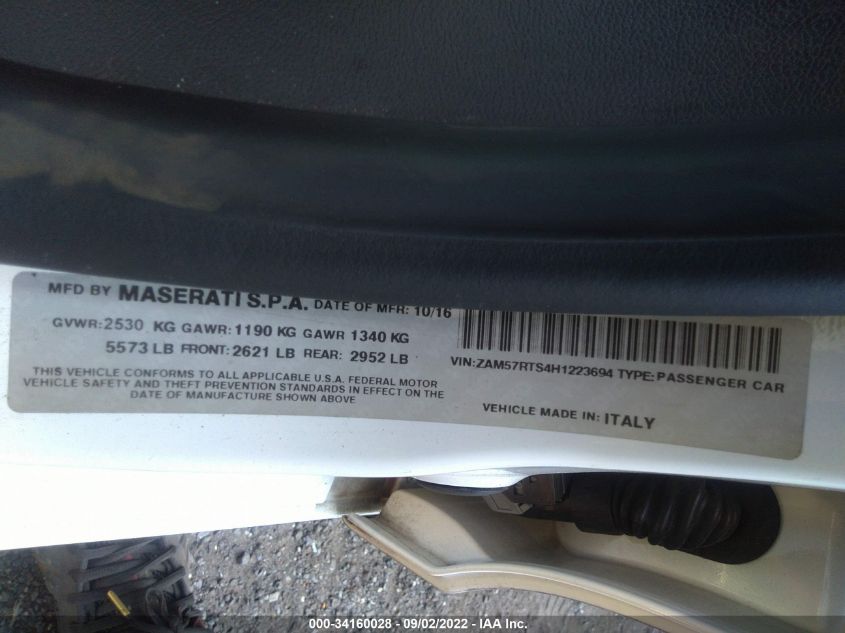 MFD BY MASERATI S.P.A. DATE OF MFR: 10/16
GVWR:2530 KG GAWR:1190 KG GAWR 1340 KG
5573 LB FRONT:2621 LB REAR: 2952 LB
THIS VEHICLE CONFORMS TO ALL APPLICABLE U.S.A. FEDERAL MOTOR
VEHICLE SAFETY AND THEFT PREVENTION STANDARDS IN EFFECT ON THE
DATE OF MANUFACTURE SHOWN ABOVE
VIN:ZAM57RTS4H1223694 TYPE:PASSENGER CAR
VEHICLE MADE IN: ITALY
000-34160028 - 09/02/2022 - IAA Inc.